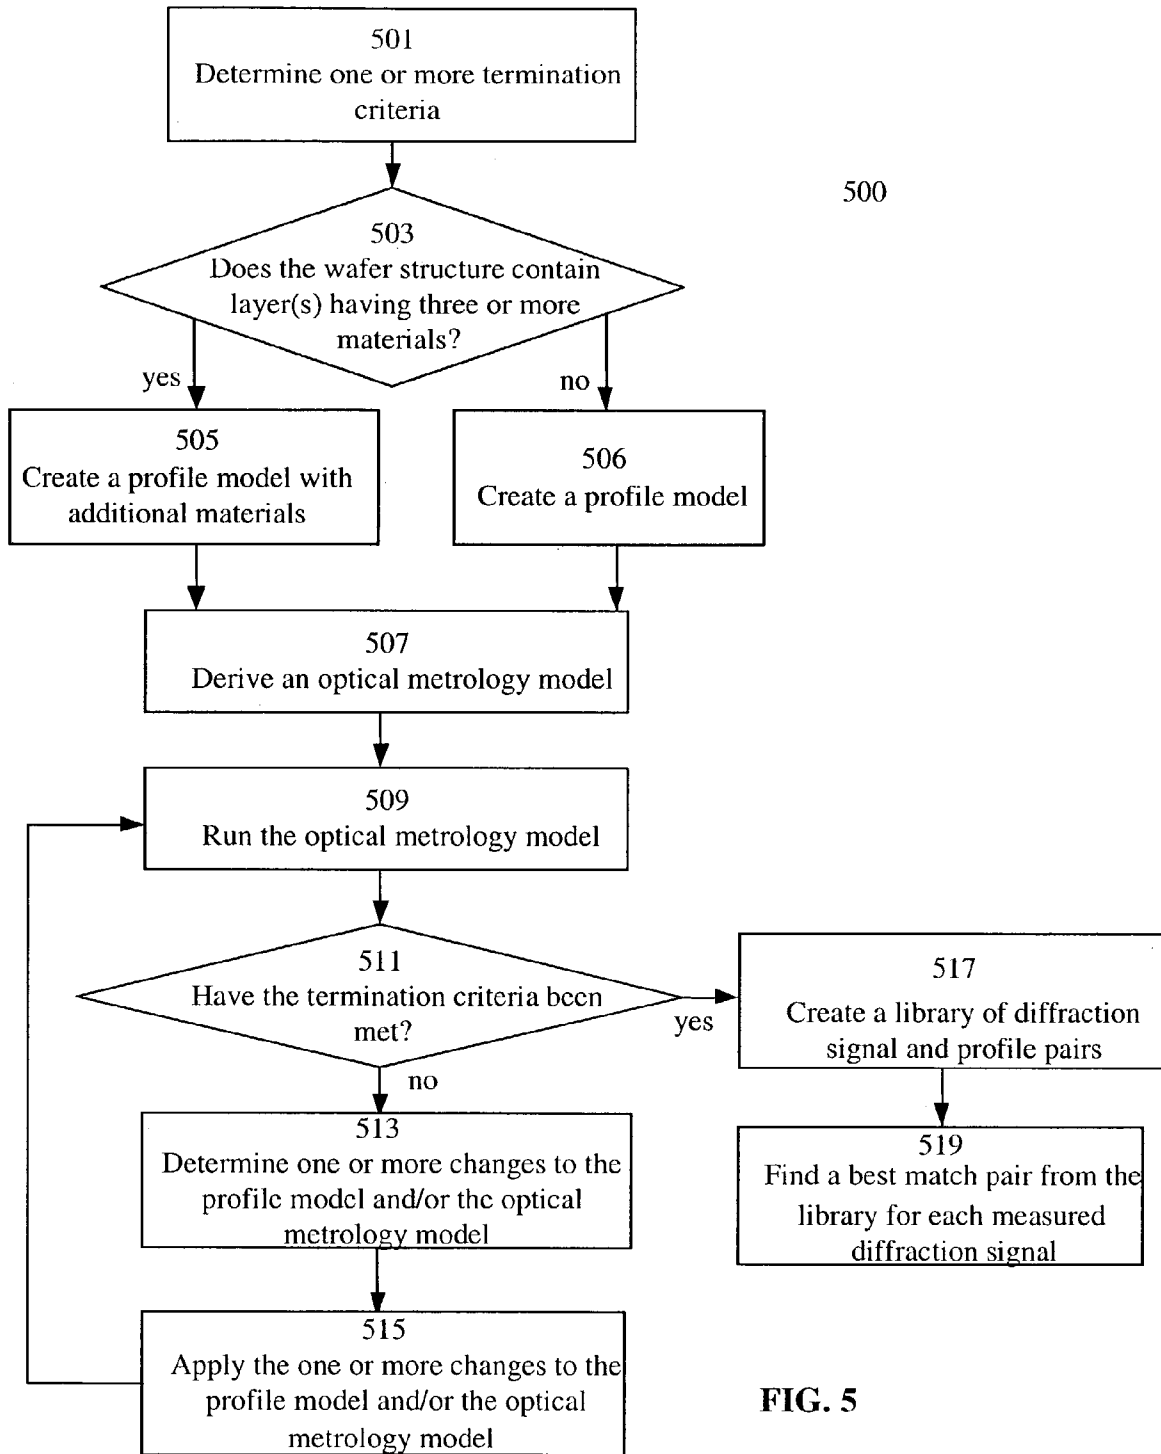 501
Determine one or more termination
criteria
500
503
Does the wafer structure contain
layer(s) having three or more
materials?
yes
no
505
Create a profile model with
additional materials
506
Create a profile model
507
Derive an optical metrology model
509
Run the optical metrology model
511
Have the termination criteria been
met?
yes
no
517
Create a library of diffraction
signal and profile pairs
513
Determine one or more changes to the
profile model and/or the optical
metrology model
519
Find a best match pair from the
library for each measured
diffraction signal
515
Apply the one or more changes to the
profile model and/or the optical
metrology model
FIG. 5